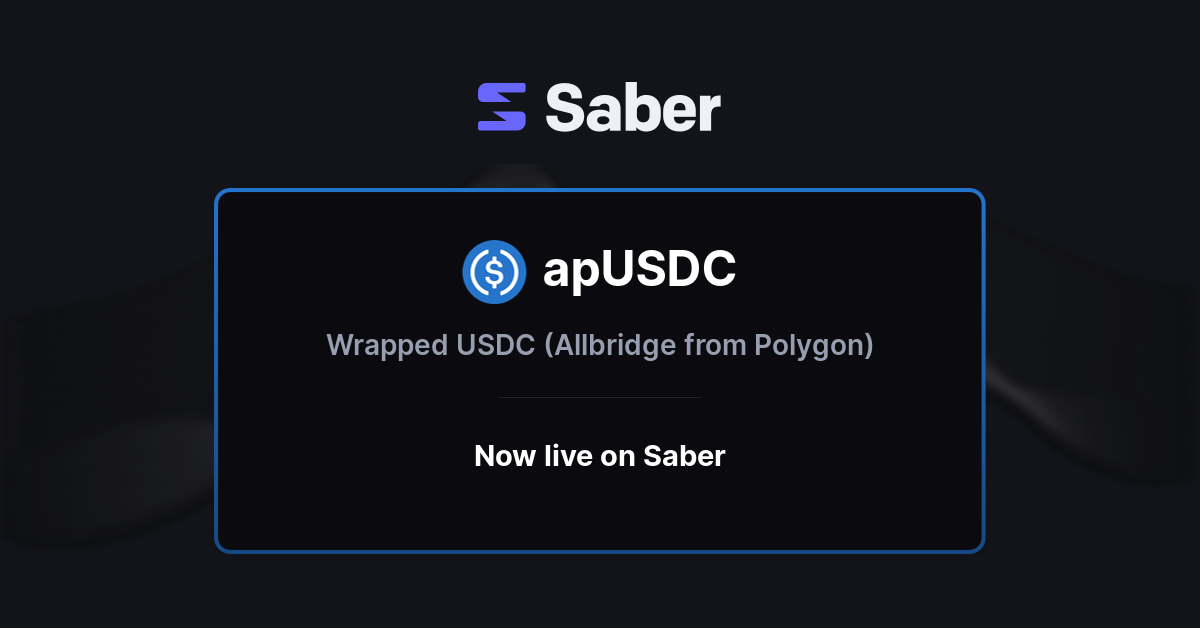 Saber
apUSDC
Wrapped USDC (Allbridge from Polygon)
Now live on Saber